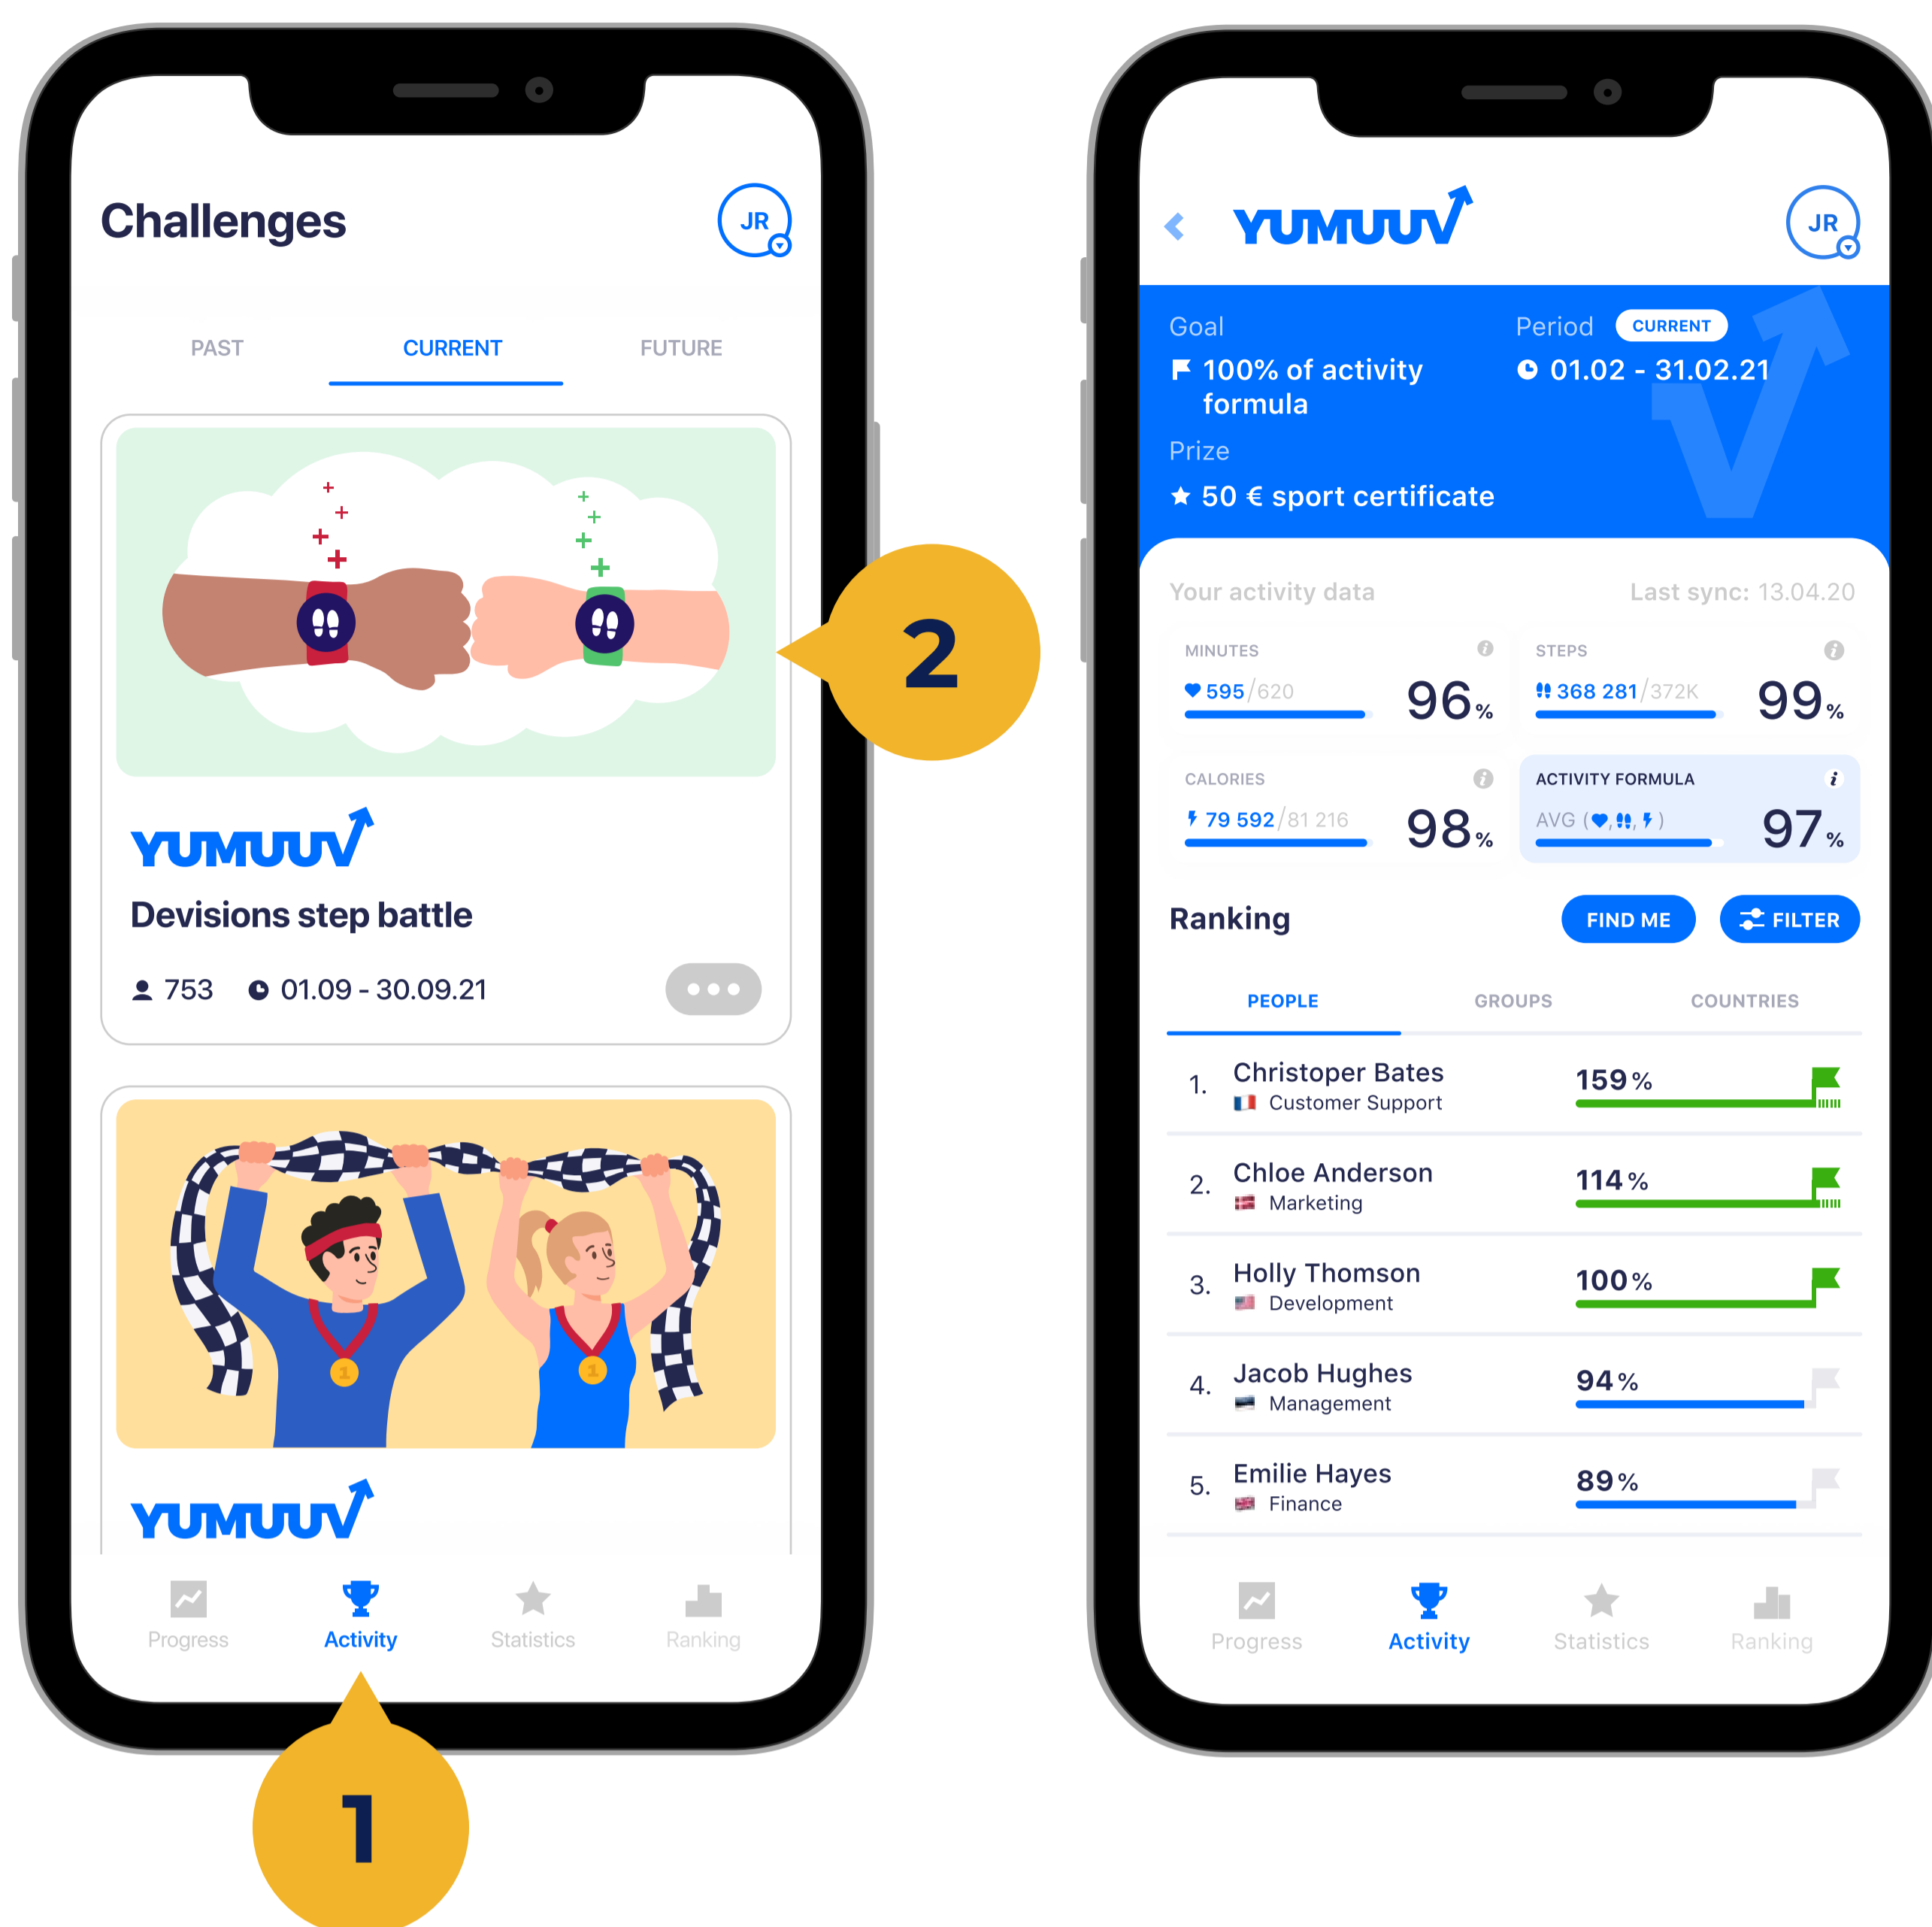 Challenges
JR
PAST CURRENT FUTURE
YUMUUV
Devisions step battle
753 01.09 - 30.09.21
1 1
YUMUUV
Progress Activity Statistics Ranking
1
2
YUMUUV
JR
Goal
100% of activity
formula
Period CURRENT
01.02 - 31.02.21
Prize
50 € sport certificate
Your activity data Last sync: 13.04.20
MINUTES
595/620 96%
STEPS
368 281/372K 99%
CALORIES
79 592/81 216 98%
ACTIVITY FORMULA
AVG ( , , ) 97%
Ranking FIND ME FILTER
PEOPLE GROUPS COUNTRIES
1. Christoper Bates 159%
Customer Support
2. Chloe Anderson 114%
Marketing
3. Holly Thomson 100%
Development
4. Jacob Hughes 94%
Management
5. Emilie Hayes 89%
Finance
Progress Activity Statistics Ranking